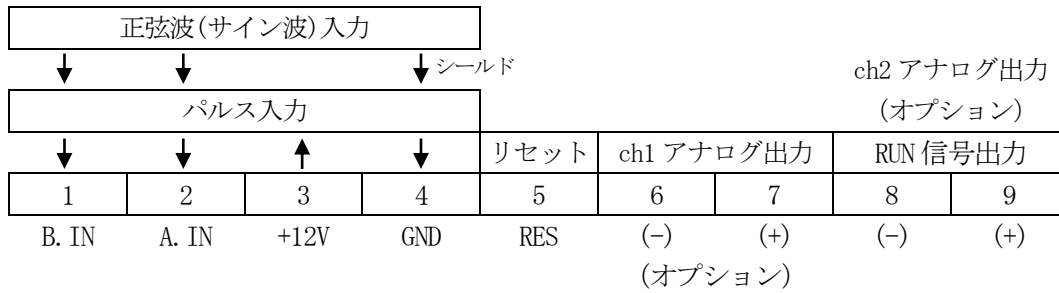 正弦波(サイン波)入力
シールド
ch2 アナログ出力
パルス入力
(オプション)
リセット ch1 アナログ出力 RUN 信号出力
1 2 3 4 5 6 7 8 9
B.IN A.IN +12V GND RES (-) (+) (-) (+)
(オプション)